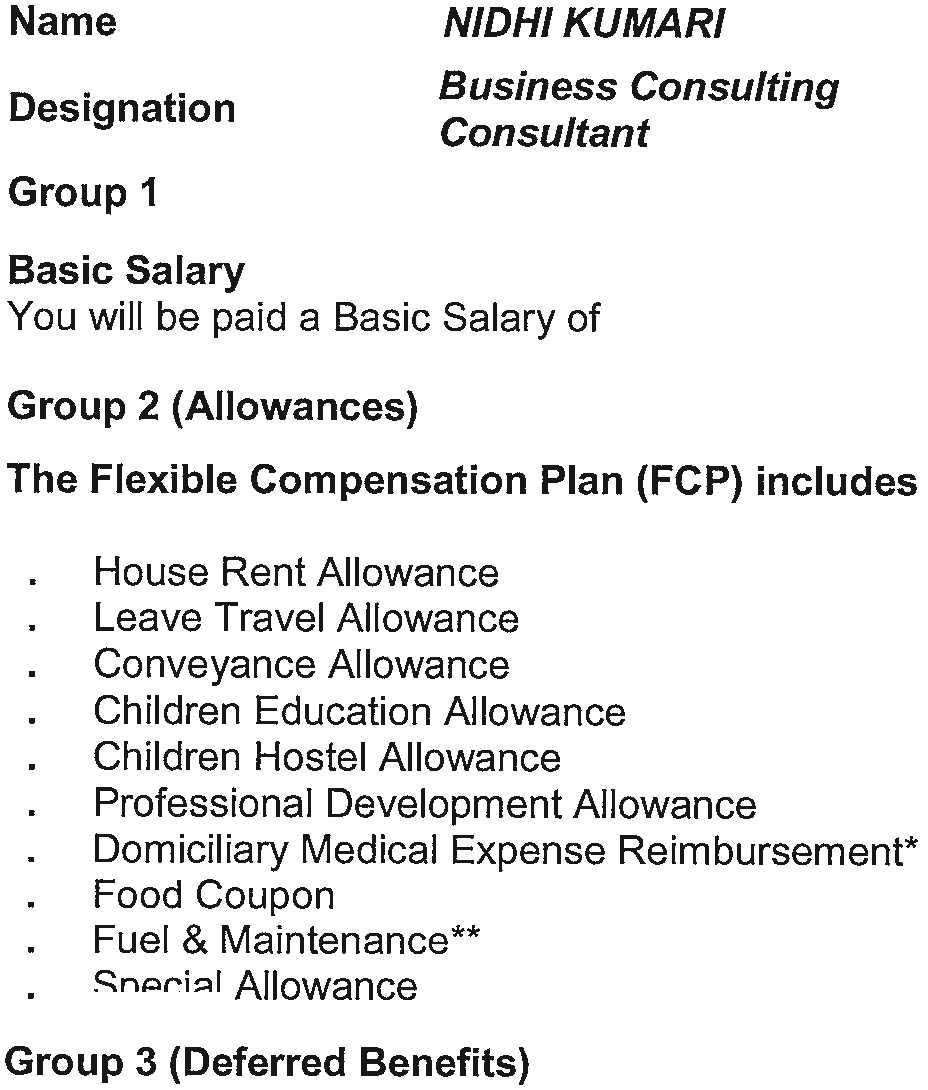 Name NIDHI KUMARI
Designation Business Consulting Consultant
Group 1
Basic Salary
You will be paid a Basic Salary of
Group 2 (Allowances)
The Flexible Compensation Plan (FCP) includes
. House Rent Allowance
. Leave Travel Allowance
. Conveyance Allowance
. Children Education Allowance
. Children Hostel Allowance
. Professional Development Allowance
. Domiciliary Medical Expense Reimbursement*
. Food Coupon
. Fuel & Maintenance**
. Special Allowance
Group 3 (Deferred Benefits)